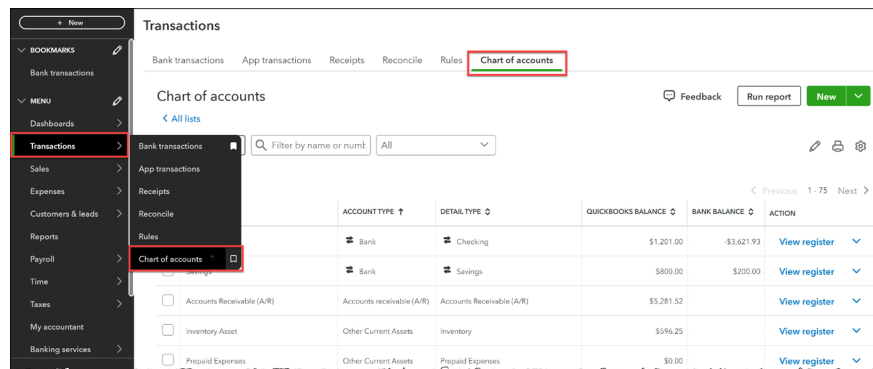 + New
BOOKMARKS
Bank transactions
MENU
Dashboards
Transactions
Sales
Expenses
Customers & leads
Reports
Payroll
Time
Taxes
My accountant
Banking services
Bank transactions
App transactions
Receipts
Reconcile
Rules
Chart of accounts
Transactions
Bank transactions App transactions Receipts Reconcile Rules Chart of accounts
Chart of accounts
Feedback Run report New
< All lists
Filter by name or numb All
< Previous 1-75 Next >
ACCOUNT TYPE DETAIL TYPE QUICKBOOKS BALANCE BANK BALANCE ACTION
Bank Checking $1,201.00 -$3,621.93 View register
Savings Bank Savings $800.00 $200.00 View register
Accounts Receivable (A/R) Accounts receivable (A/R) Accounts Receivable (A/R) $5,281.52 View register
Inventory Asset Other Current Assets Inventory $596.25 View register
Prepaid Expenses Other Current Assets Prepaid Expenses $0.00 View register